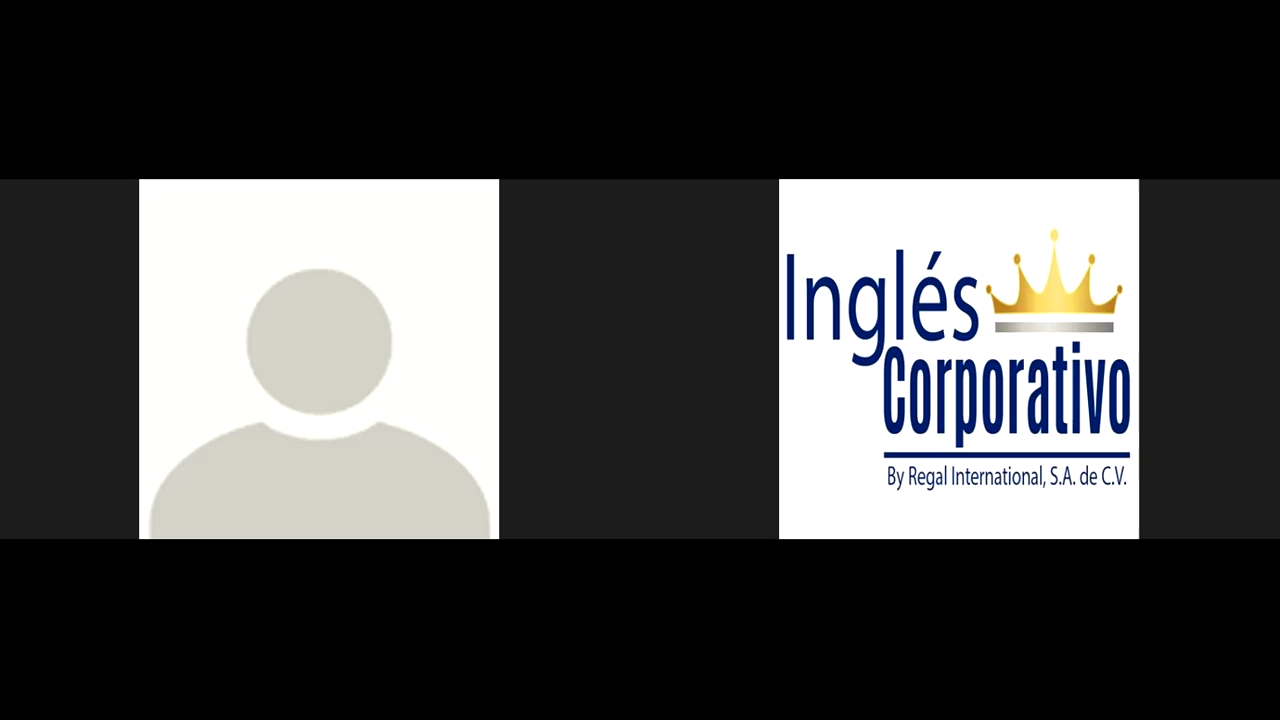 Inglés
Corporativo
By Regal International, S.A. de C.V.